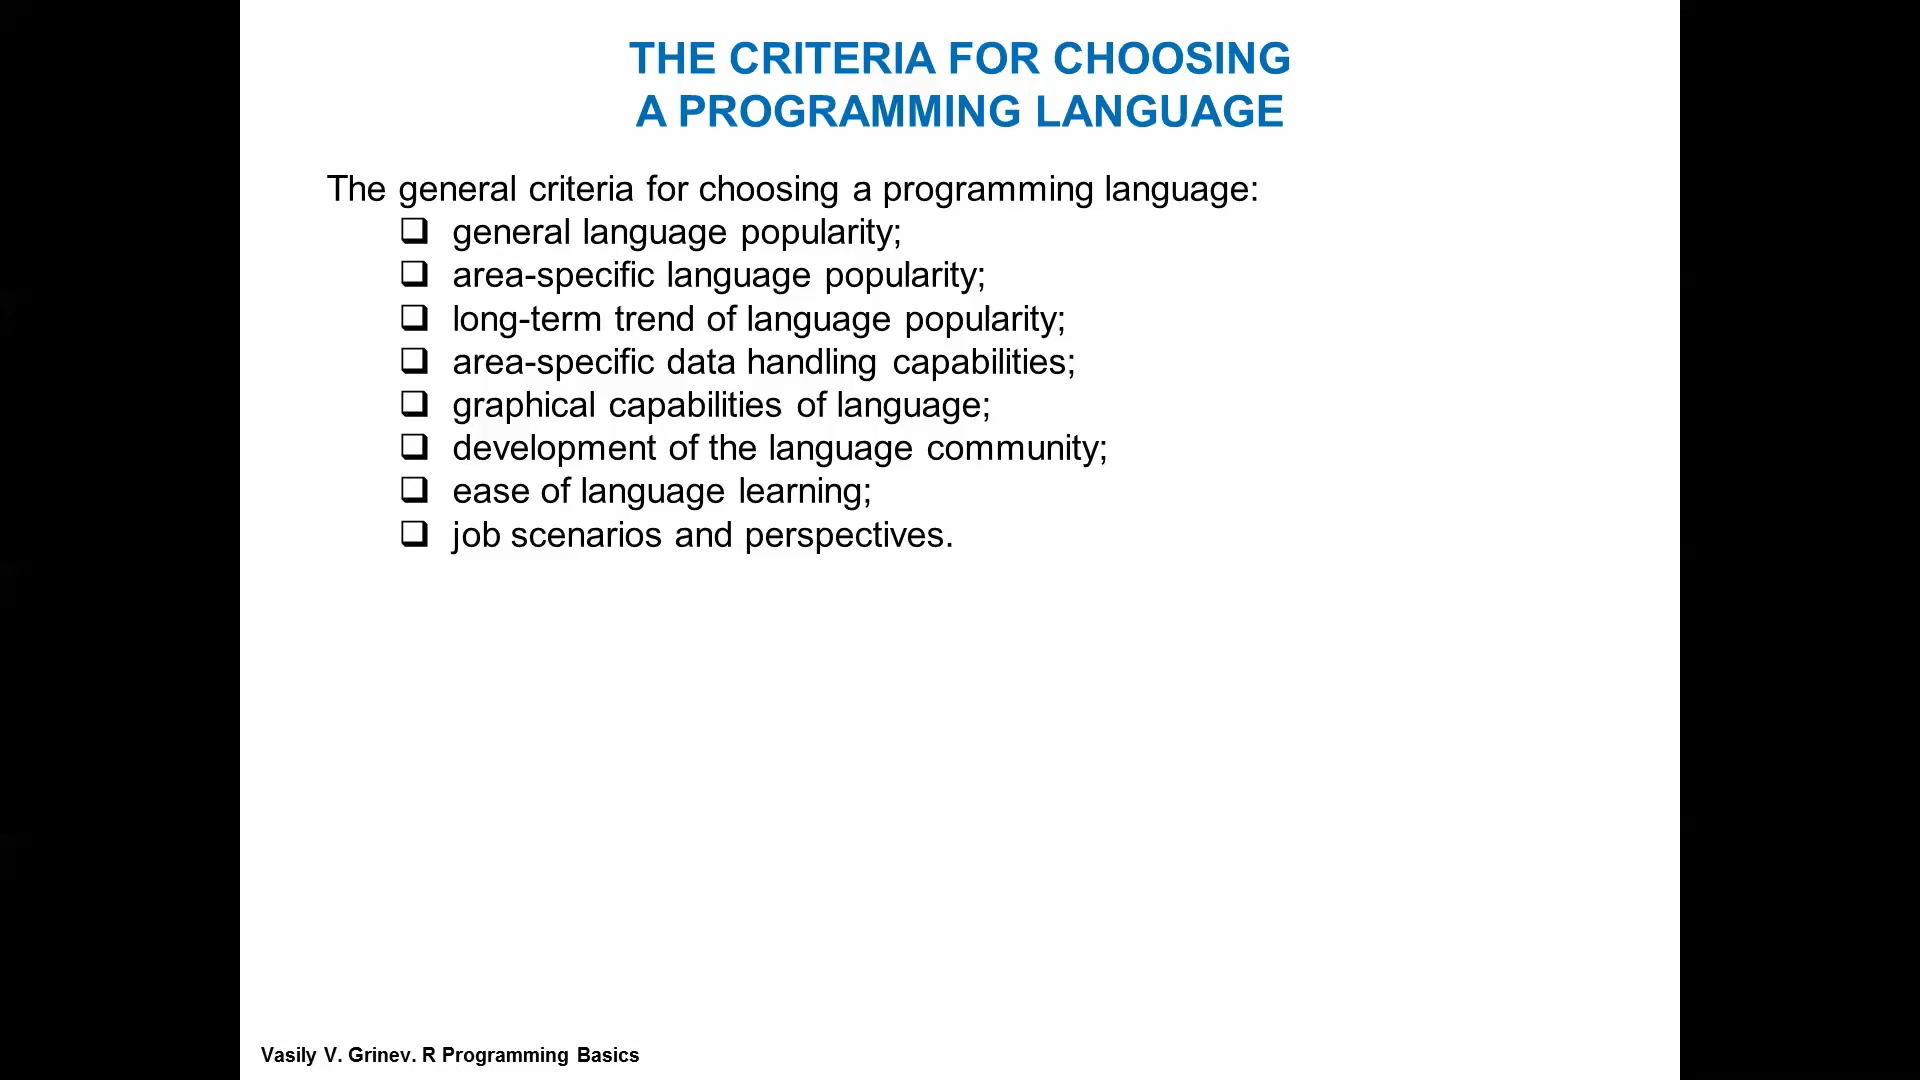 THE CRITERIA FOR CHOOSING
A PROGRAMMING LANGUAGE
The general criteria for choosing a programming language:
❑ general language popularity;
❑ area-specific language popularity;
❑ long-term trend of language popularity;
❑ area-specific data handling capabilities;
❑ graphical capabilities of language;
❑ development of the language community;
❑ ease of language learning;
❑ job scenarios and perspectives.
Vasily V. Grinev. R Programming Basics